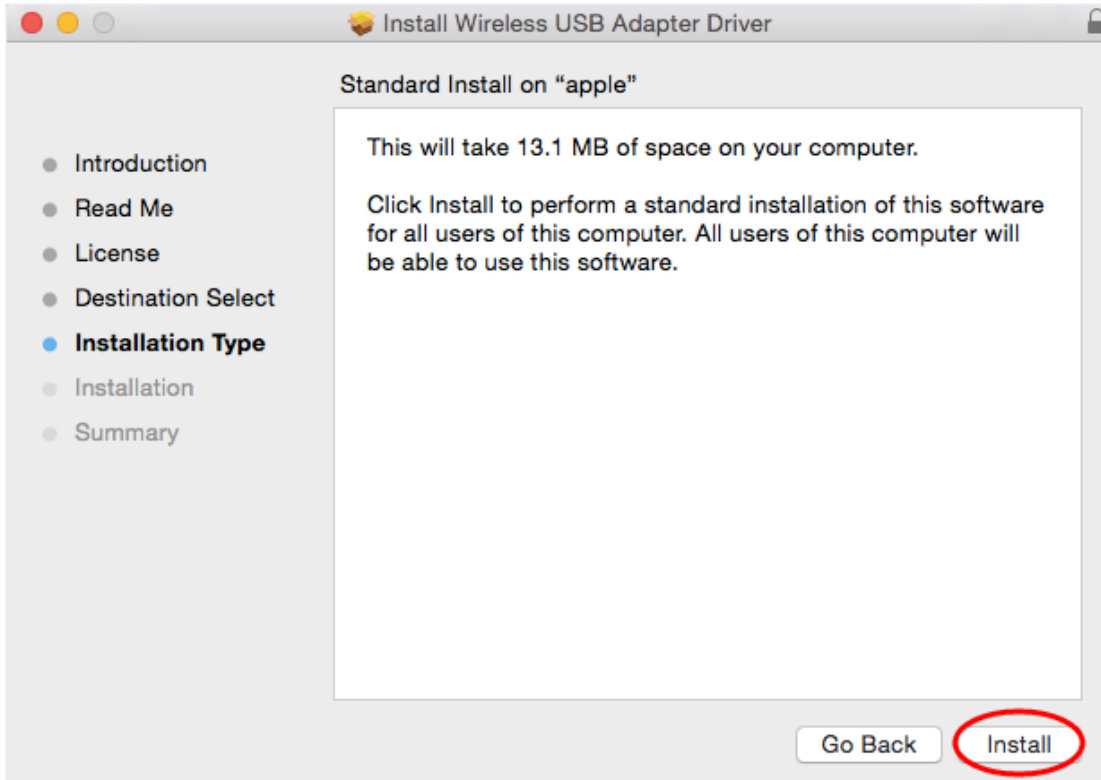 Install Wireless USB Adapter Driver
Standard Install on “apple”
Introduction
Read Me
License
Destination Select
Installation Type
Installation
Summary
This will take 13.1 MB of space on your computer.
Click Install to perform a standard installation of this software
for all users of this computer. All users of this computer will
be able to use this software.
Go Back
Install